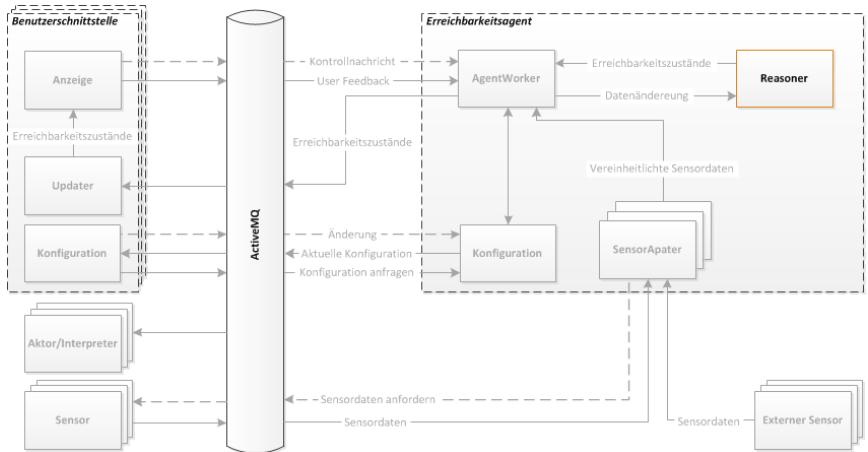 Benutzerschnittstelle
Erreichbarkeitsagent
Kontrollnachricht
Erreichbarkeitszustände
Anzeige
User Feedback
AgentWorker
Reasoner
Datenändereung
Erreichbarkeitszustände
Erreichbarkeitszustände
Vereinheitlichte Sensordaten
Updater
ActiveMQ
Änderung
Konfiguration
Aktuelle Konfiguration
Konfiguration
SensorApater
Konfiguration anfragen
Aktor/Interpreter
Sensordaten anfordern
Sensor
Sensordaten
Sensordaten
Externer Sensor